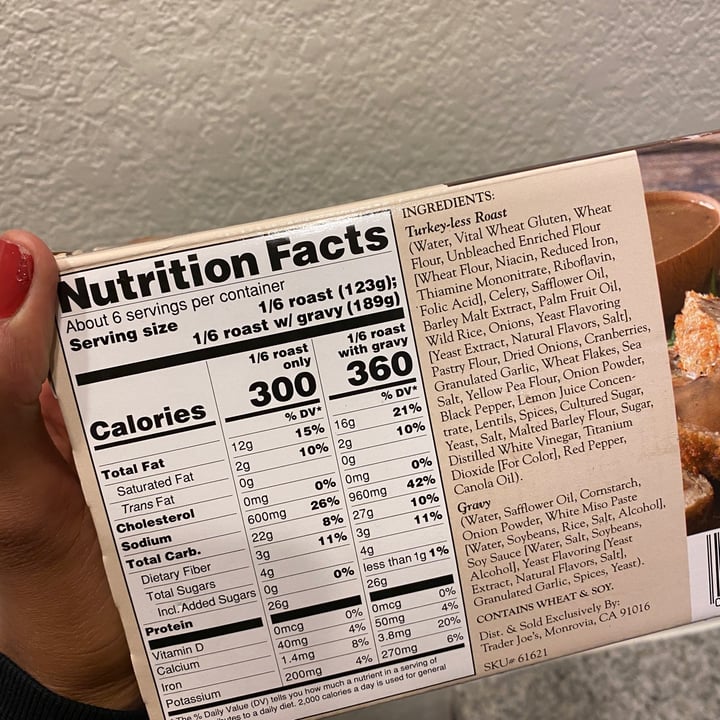 Nutrition Facts
About 6 servings per container
Serving size 1/6 roast (123g);
1/6 roast w/ gravy (189g)
1/6 roast only 1/6 roast with gravy
Calories 300 360
% DV* % DV*
Total Fat 12g 15% 16g 21%
Saturated Fat 2g 10% 2g 10%
Trans Fat 0g 0g
Cholesterol 0mg 0% 0mg 0%
Sodium 600mg 26% 960mg 42%
Total Carb. 22g 8% 27g 10%
Dietary Fiber 3g 11% 3g 11%
Total Sugars 4g 4g
Incl. Added Sugars 0g 0% less than 1g 1%
Protein 26g 26g
Vitamin D 0mcg 0% 0mcg 0%
Calcium 40mg 4% 50mg 4%
Iron 1.4mg 8% 3.8mg 20%
Potassium 200mg 4% 270mg 6%
* The % Daily Value (DV) tells you how much a nutrient in a serving of
to a daily diet. 2,000 calories a day is used for general
INGREDIENTS:
Turkey-less Roast
(Water, Vital Wheat Gluten, Wheat
Flour, Unbleached Enriched Flour
[Wheat Flour, Niacin, Reduced Iron,
Thiamine Mononitrate, Riboflavin,
Folic Acid], Celery, Safflower Oil,
Barley Malt Extract, Palm Fruit Oil,
Wild Rice, Onions, Yeast Flavoring
[Yeast Extract, Natural Flavors, Salt],
Pastry Flour, Dried Onions, Cranberries,
Granulated Garlic, Wheat Flakes, Sea
Salt, Yellow Pea Flour, Onion Powder,
Black Pepper, Lemon Juice Concen-
trate, Lentils, Spices, Cultured Sugar,
Yeast, Salt, Malted Barley Flour, Sugar,
Distilled White Vinegar, Titanium
Dioxide [For Color], Red Pepper,
Canola Oil).
Gravy
(Water, Safflower Oil, Cornstarch,
Onion Powder, White Miso Paste
[Water, Soybeans, Rice, Salt, Alcohol],
Soy Sauce [Water, Salt, Soybeans,
Alcohol], Yeast Flavoring [Yeast
Extract, Natural Flavors, Salt],
Granulated Garlic, Spices, Yeast).
CONTAINS WHEAT & SOY.
Dist. & Sold Exclusively By:
Trader Joe's, Monrovia, CA 91016
SKU# 61621